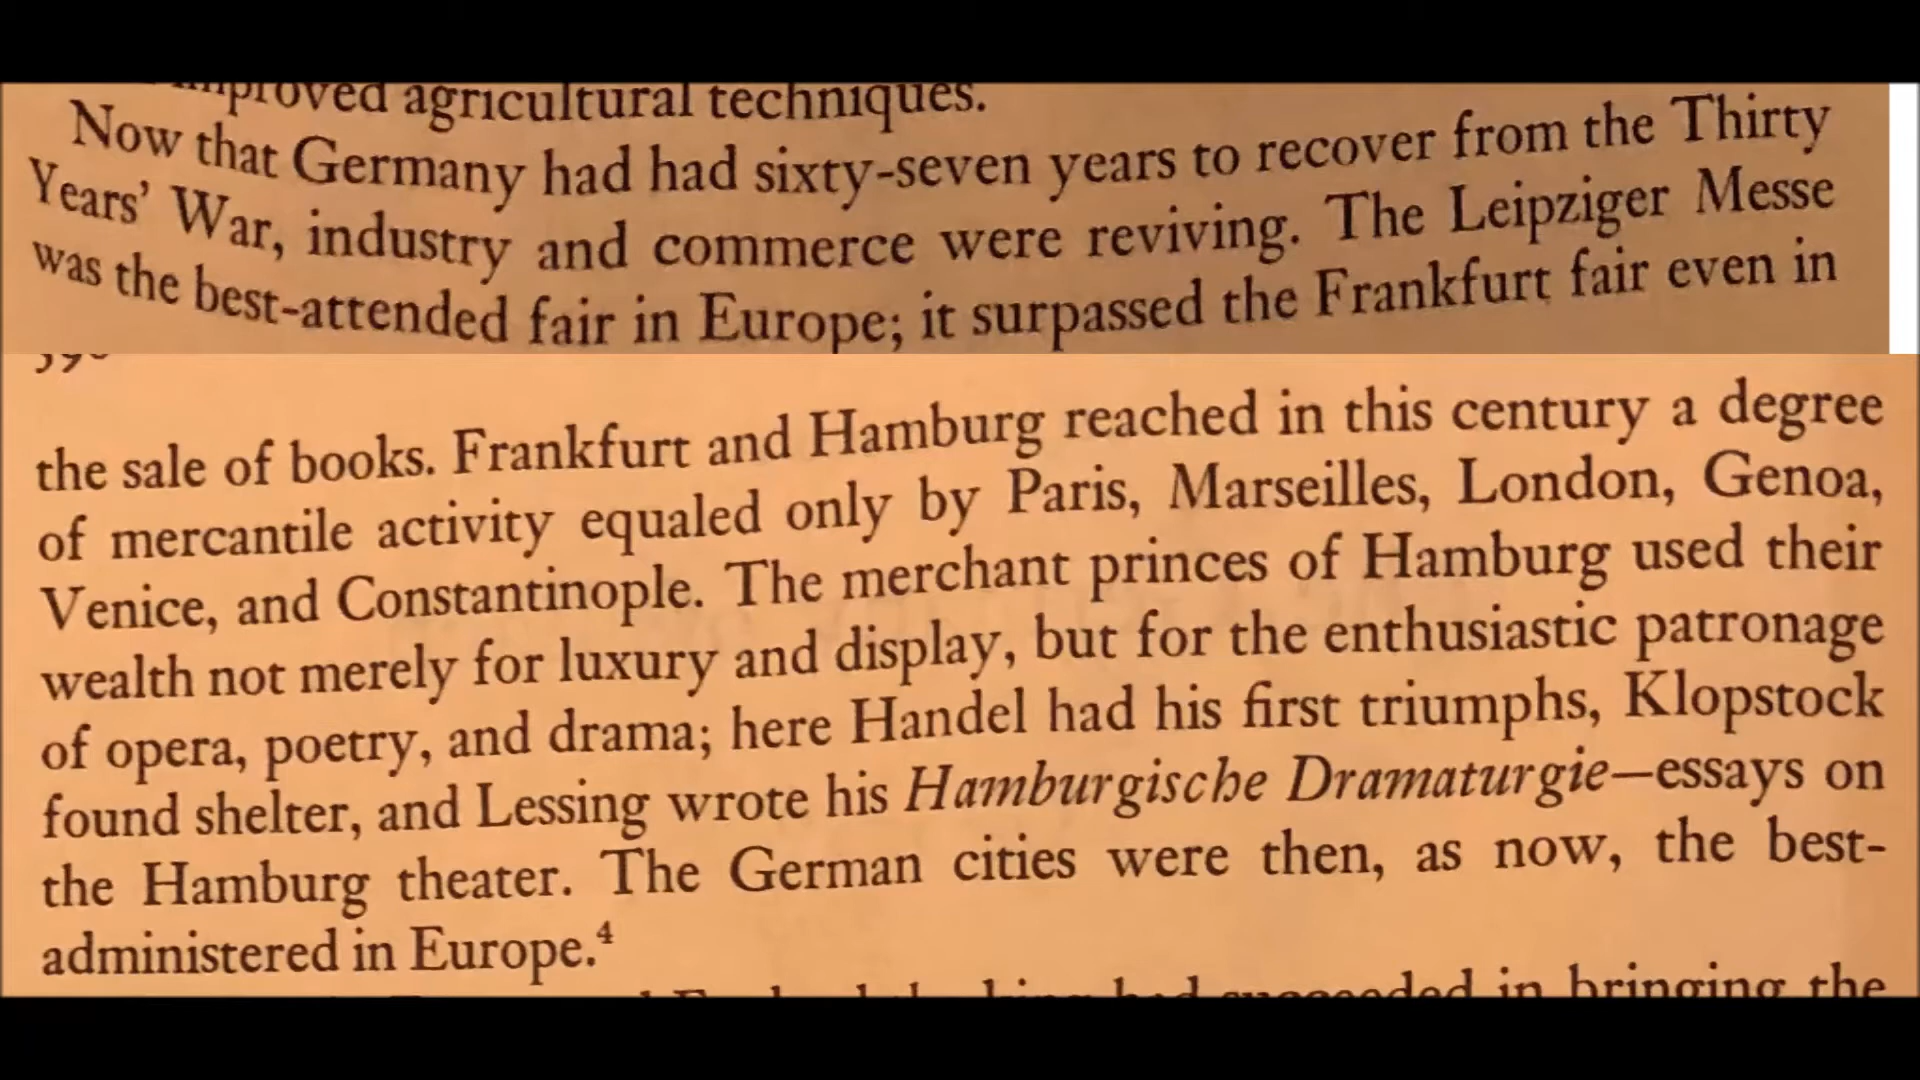 improved agricultural techniques.
Now that Germany had had sixty-seven years to recover from the Thirty
Years' War, industry and commerce were reviving. The Leipziger Messe
was the best-attended fair in Europe; it surpassed the Frankfurt fair even in
the sale of books. Frankfurt and Hamburg reached in this century a degree
of mercantile activity equaled only by Paris, Marseilles, London, Genoa,
Venice, and Constantinople. The merchant princes of Hamburg used their
wealth not merely for luxury and display, but for the enthusiastic patronage
of opera, poetry, and drama; here Handel had his first triumphs, Klopstock
found shelter, and Lessing wrote his Hamburgische Dramaturgie—essays on
the Hamburg theater. The German cities were then, as now, the best-
administered in Europe.⁴
had succeeded in bringing the